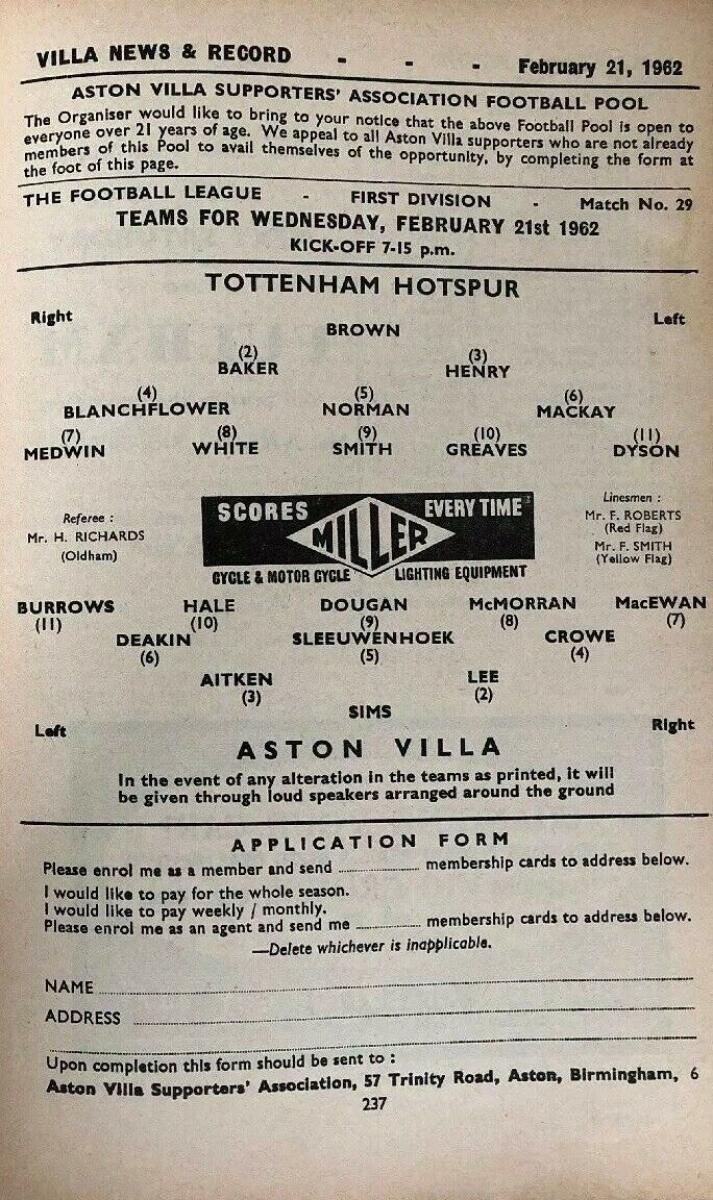 VILLA NEWS & RECORD - - - February 21, 1962
ASTON VILLA SUPPORTERS' ASSOCIATION FOOTBALL POOL
The Organiser would like to bring to your notice that the above Football Pool is open to
everyone over 21 years of age. We appeal to all Aston Villa supporters who are not already
members of this Pool to avail themselves of the opportunity, by completing the form at
the foot of this page.
THE FOOTBALL LEAGUE - FIRST DIVISION - Match No. 29
TEAMS FOR WEDNESDAY, FEBRUARY 21st 1962
KICK-OFF 7-15 p.m.
TOTTENHAM HOTSPUR
Right Left
BROWN
(2) (3)
BAKER HENRY
(4) (5) (6)
BLANCHFLOWER NORMAN MACKAY
(7) (8) (9) (10) (11)
MEDWIN WHITE SMITH GREAVES DYSON
Referee :
Mr. H. RICHARDS
(Oldham)
SCORES EVERY TIME
MILLER
CYCLE & MOTOR CYCLE LIGHTING EQUIPMENT
Linesmen :
Mr. F. ROBERTS
(Red Flag)
Mr. F. SMITH
(Yellow Flag)
BURROWS HALE DOUGAN McMORRAN MacEWAN
(11) (10) (9) (8) (7)
DEAKIN SLEEUWENHOEK CROWE
(6) (5) (4)
AITKEN LEE
(3) (2)
SIMS
Left Right
ASTON VILLA
In the event of any alteration in the teams as printed, it will
be given through loud speakers arranged around the ground
APPLICATION FORM
Please enrol me as a member and send .................. membership cards to address below.
I would like to pay for the whole season.
I would like to pay weekly / monthly.
Please enrol me as an agent and send me .................. membership cards to address below.
—Delete whichever is inapplicable.
NAME
ADDRESS
Upon completion this form should be sent to :
Aston Villa Supporters' Association, 57 Trinity Road, Aston, Birmingham, 6
237